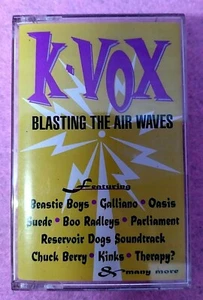 K·VOX
BLASTING THE AIR WAVES
Featuring
Beastie Boys • Galliano • Oasis
Suede • Boo Radleys • Parliament
Reservoir Dogs Soundtrack
Chuck Berry • Kinks • Therapy?
& many more